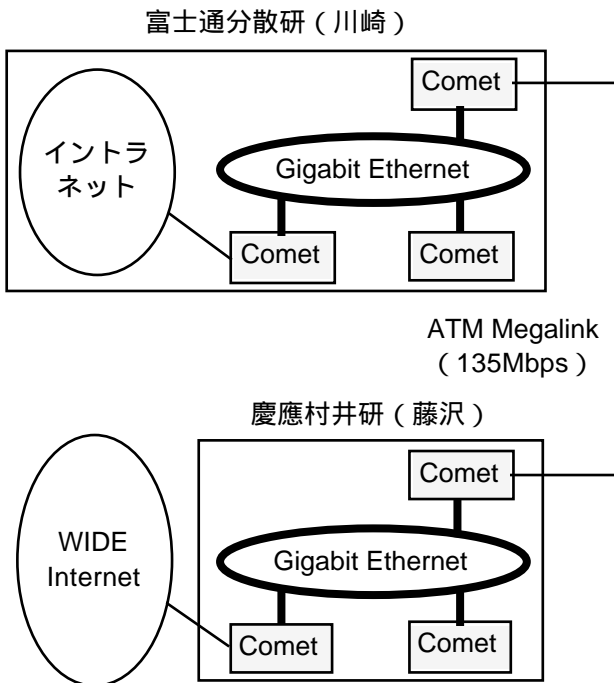 富士通分散研（川崎）
Comet
イントラ
ネット
Gigabit Ethernet
Comet
Comet
ATM Megalink
（135Mbps）
慶應村井研（藤沢）
Comet
WIDE
Internet
Gigabit Ethernet
Comet
Comet